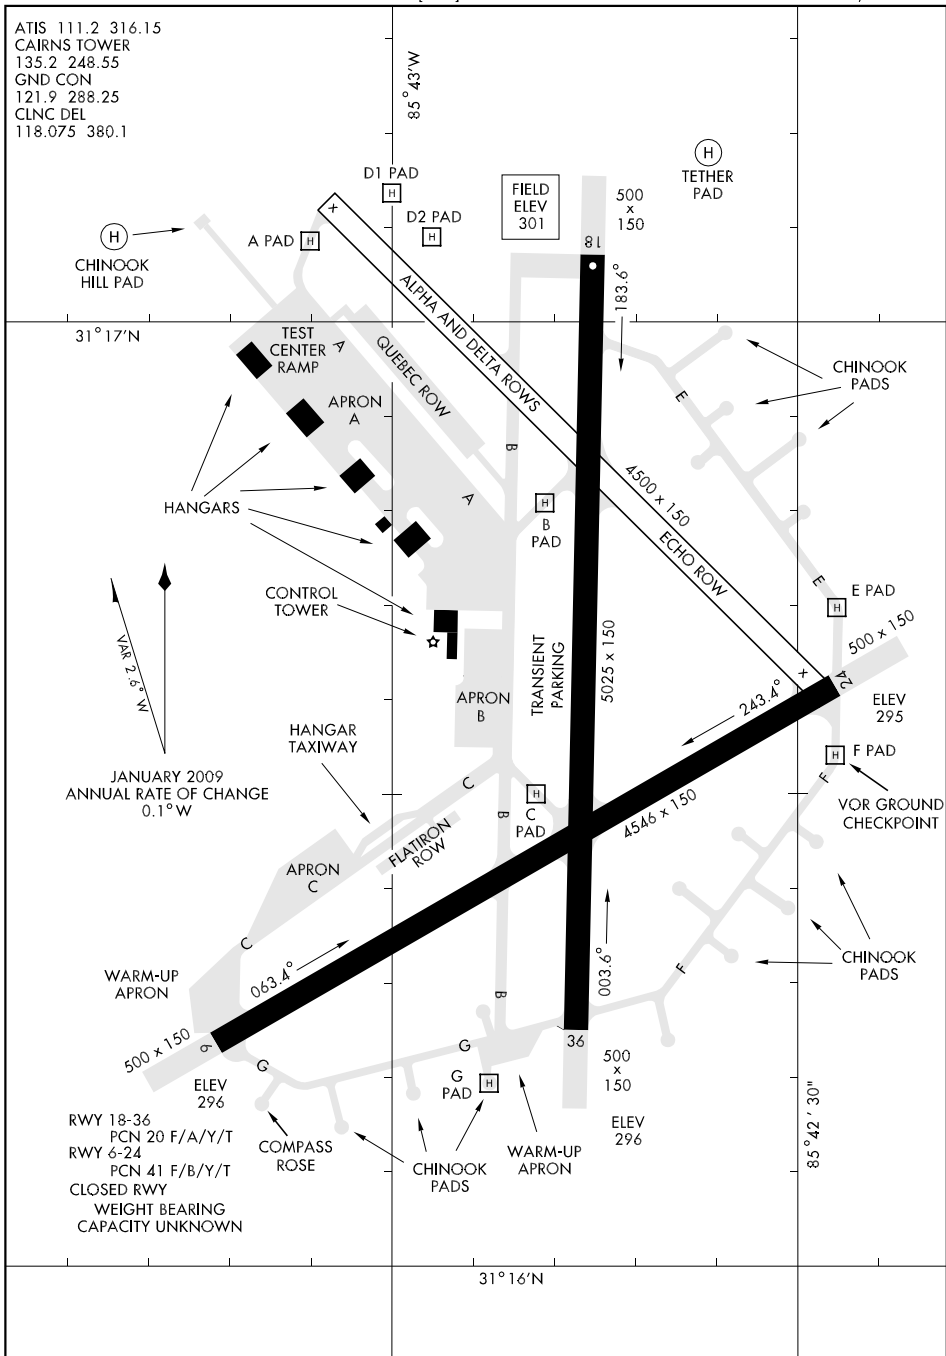 ATIS 111.2 316.15
CAIRNS TOWER
135.2 248.55
GND CON
121.9 288.25
CLNC DEL
118.075 380.1
85°43'W
D1 PAD
H
D2 PAD
H
A PAD
H
H
CHINOOK
HILL PAD
FIELD
ELEV
301
500
x
150
H
TETHER
PAD
18
183.6°
X
ALPHA AND DELTA ROWS
31°17'N
TEST
CENTER
RAMP
A
QUEBEC ROW
APRON
A
CHINOOK
PADS
E
B
A
4500 x 150
HANGARS
H
B
PAD
ECHO ROW
E
E PAD
H
CONTROL
TOWER
VAR 2.6° W
500 x 150
TRANSIENT
PARKING
5025 x 150
X
24
ELEV
295
243.4°
APRON
B
HANGAR
TAXIWAY
JANUARY 2009
ANNUAL RATE OF CHANGE
0.1° W
H
F PAD
F
VOR GROUND
CHECKPOINT
C
B
H
C
PAD
4546 x 150
FLATIRON
ROW
APRON
C
C
WARM-UP
APRON
063.4°
003.6°
F
CHINOOK
PADS
B
500 x 150
6
G
G
G
PAD
H
36
500
x
150
ELEV
296
ELEV
296
RWY 18-36
PCN 20 F/A/Y/T
RWY 6-24
PCN 41 F/B/Y/T
CLOSED RWY
WEIGHT BEARING
CAPACITY UNKNOWN
COMPASS
ROSE
CHINOOK
PADS
WARM-UP
APRON
85°42'30"
31°16'N